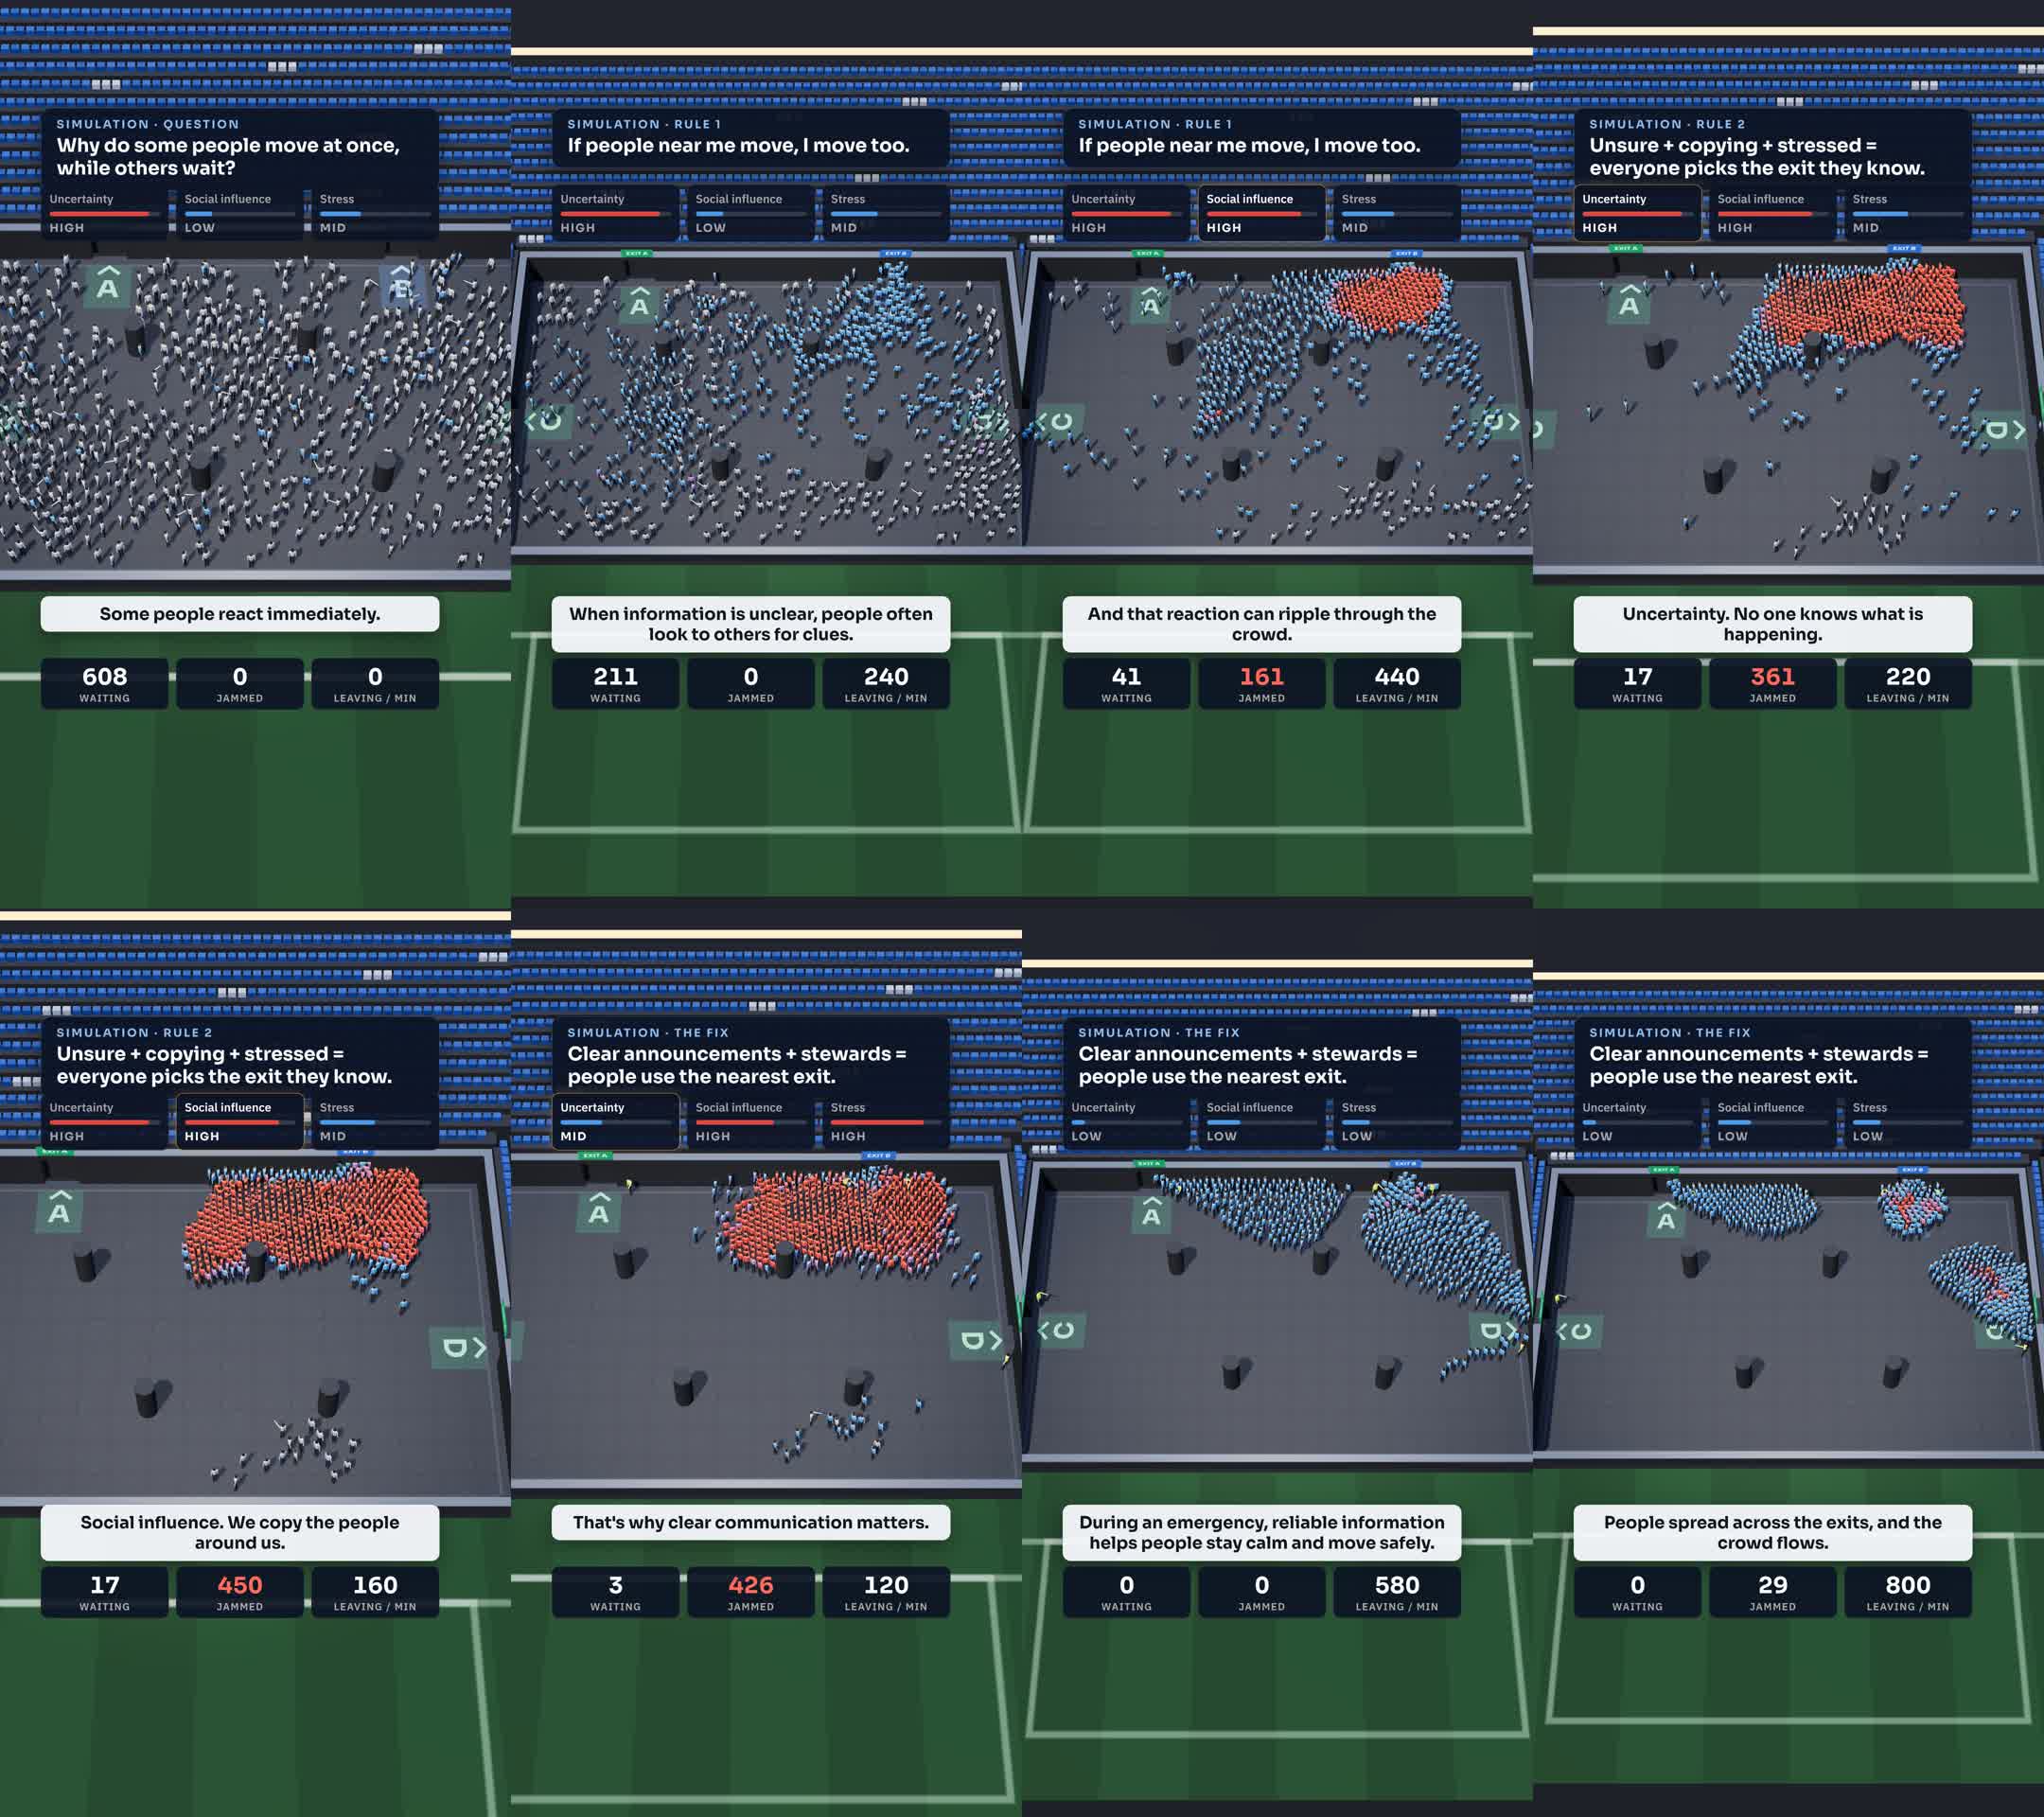 SIMULATION · QUESTION
Why do some people move at once,
while others wait?
Uncertainty
HIGH
Social influence
LOW
Stress
MID
A
Some people react immediately.
608
WAITING
0
JAMMED
0
LEAVING / MIN
SIMULATION · RULE 1
If people near me move, I move too.
Uncertainty
HIGH
Social influence
LOW
Stress
MID
EXIT A
EXIT B
A
C
When information is unclear, people often
look to others for clues.
211
WAITING
0
JAMMED
240
LEAVING / MIN
SIMULATION · RULE 1
If people near me move, I move too.
Uncertainty
HIGH
Social influence
HIGH
Stress
MID
EXIT A
EXIT B
A
C
And that reaction can ripple through the
crowd.
41
WAITING
161
JAMMED
440
LEAVING / MIN
SIMULATION · RULE 2
Unsure + copying + stressed =
everyone picks the exit they know.
Uncertainty
HIGH
Social influence
HIGH
Stress
MID
EXIT A
EXIT B
A
D
Uncertainty. No one knows what is
happening.
17
WAITING
361
JAMMED
220
LEAVING / MIN
SIMULATION · RULE 2
Unsure + copying + stressed =
everyone picks the exit they know.
Uncertainty
HIGH
Social influence
HIGH
Stress
MID
A
D
Social influence. We copy the people
around us.
17
WAITING
450
JAMMED
160
LEAVING / MIN
SIMULATION · THE FIX
Clear announcements + stewards =
people use the nearest exit.
Uncertainty
MID
Social influence
HIGH
Stress
HIGH
EXIT A
EXIT B
A
D
That's why clear communication matters.
3
WAITING
426
JAMMED
120
LEAVING / MIN
SIMULATION · THE FIX
Clear announcements + stewards =
people use the nearest exit.
Uncertainty
LOW
Social influence
LOW
Stress
LOW
EXIT A
EXIT B
A
C
D
During an emergency, reliable information
helps people stay calm and move safely.
0
WAITING
0
JAMMED
580
LEAVING / MIN
SIMULATION · THE FIX
Clear announcements + stewards =
people use the nearest exit.
Uncertainty
LOW
Social influence
LOW
Stress
LOW
EXIT A
EXIT B
A
C
People spread across the exits, and the
crowd flows.
0
WAITING
29
JAMMED
800
LEAVING / MIN